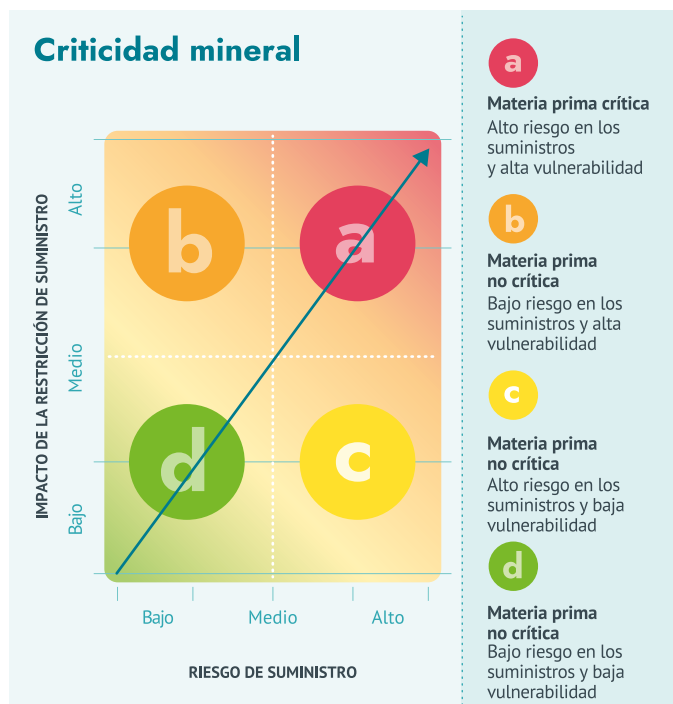 Criticidad mineral
IMPACTO DE LA RESTRICCIÓN DE SUMINISTRO
Alto
Medio
Bajo
b
a
d
c
Bajo
Medio
Alto
RIESGO DE SUMINISTRO
a
Materia prima crítica
Alto riesgo en los
suministros
y alta vulnerabilidad
b
Materia prima
no crítica
Bajo riesgo en los
suministros y alta
vulnerabilidad
c
Materia prima
no crítica
Alto riesgo en los
suministros y baja
vulnerabilidad
d
Materia prima
no crítica
Bajo riesgo en los
suministros y baja
vulnerabilidad